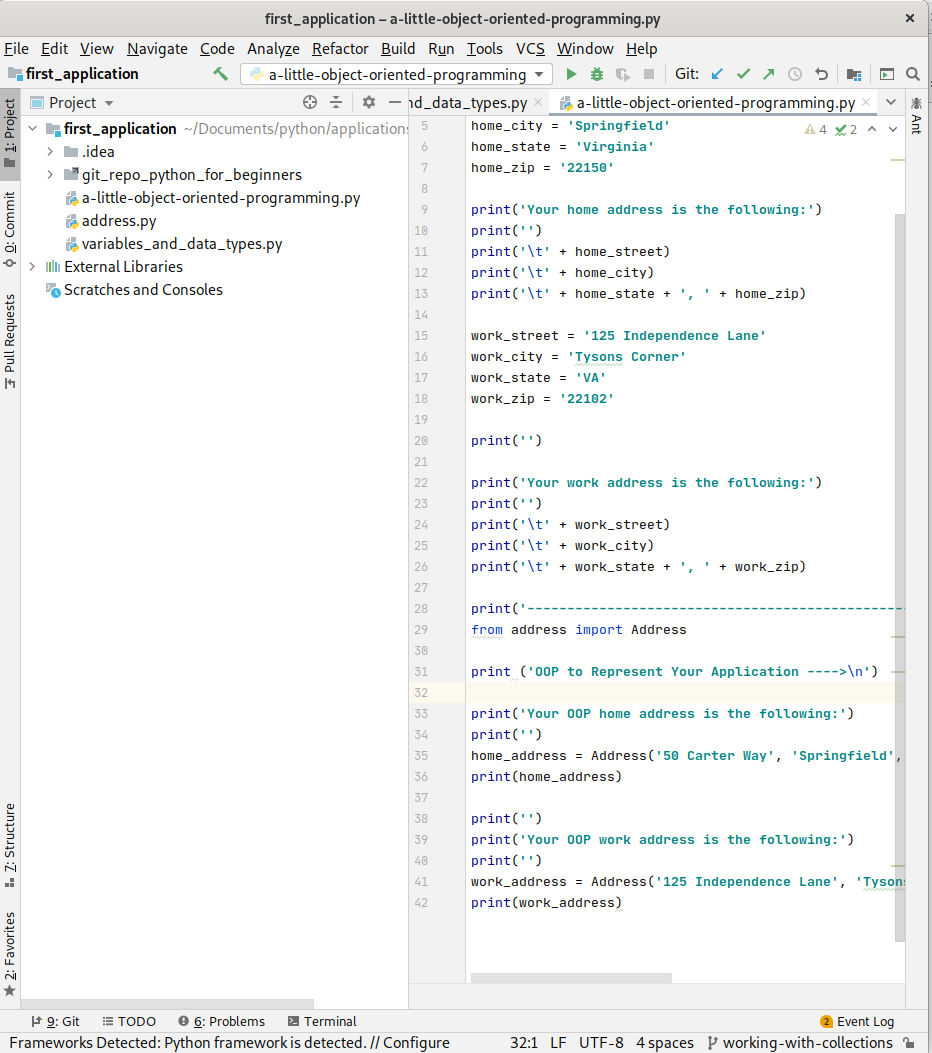 first_application – a-little-object-oriented-programming.py
File Edit View Navigate Code Analyze Refactor Build Run Tools VCS Window Help
first_application
a-little-object-oriented-programming
Git:
1: Project
0: Commit
Pull Requests
7: Structure
2: Favorites
Project
first_application ~/Documents/python/applications
.idea
git_repo_python_for_beginners
a-little-object-oriented-programming.py
address.py
variables_and_data_types.py
External Libraries
Scratches and Consoles
nd_data_types.py
a-little-object-oriented-programming.py
Ant
4 2
5 home_city = 'Springfield'
6 home_state = 'Virginia'
7 home_zip = '22150'
8
9 print('Your home address is the following:')
10 print('')
11 print('\t' + home_street)
12 print('\t' + home_city)
13 print('\t' + home_state + ', ' + home_zip)
14
15 work_street = '125 Independence Lane'
16 work_city = 'Tysons Corner'
17 work_state = 'VA'
18 work_zip = '22102'
19
20 print('')
21
22 print('Your work address is the following:')
23 print('')
24 print('\t' + work_street)
25 print('\t' + work_city)
26 print('\t' + work_state + ', ' + work_zip)
27
28 print('-----------------------------------------------
29 from address import Address
30
31 print ('OOP to Represent Your Application ---->\n')
32
33 print('Your OOP home address is the following:')
34 print('')
35 home_address = Address('50 Carter Way', 'Springfield',
36 print(home_address)
37
38 print('')
39 print('Your OOP work address is the following:')
40 print('')
41 work_address = Address('125 Independence Lane', 'Tysons
42 print(work_address)
9: Git TODO 6: Problems Terminal 2 Event Log
Frameworks Detected: Python framework is detected. // Configure 32:1 LF UTF-8 4 spaces working-with-collections